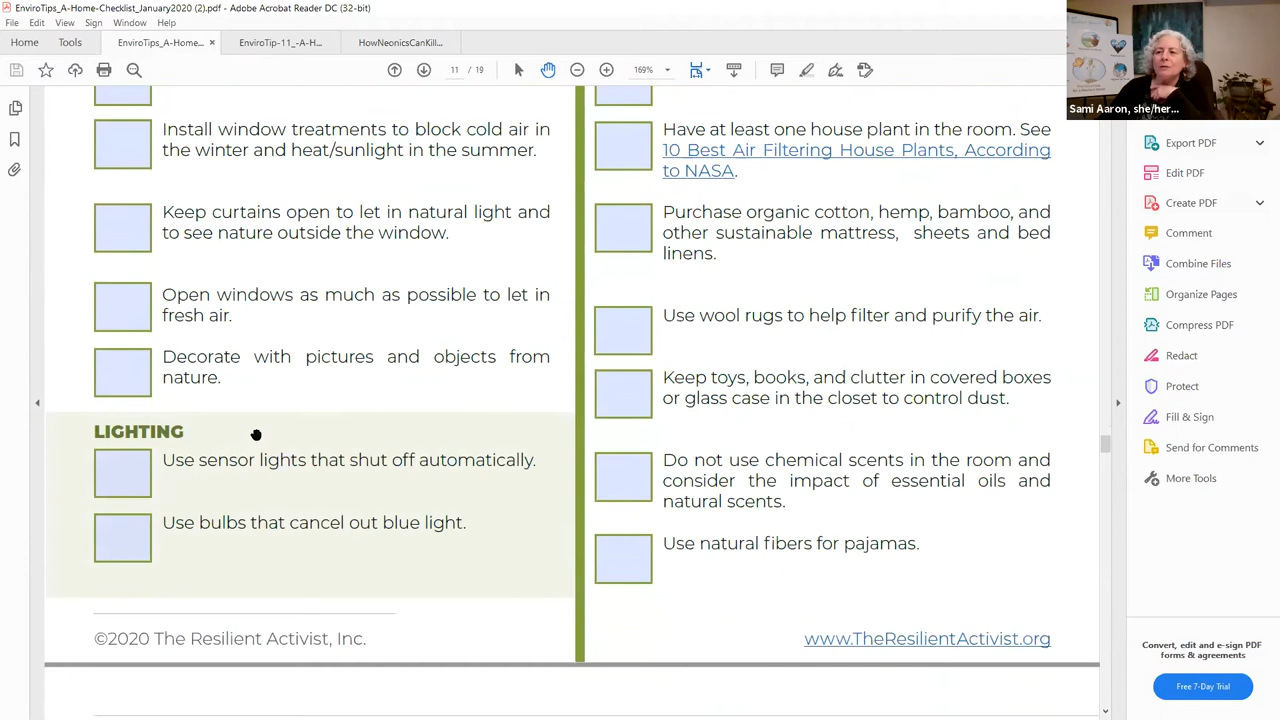 EnviroTips_A-Home-Checklist_January2020 (2).pdf - Adobe Acrobat Reader DC (32-bit)
File Edit View Sign Window Help
Home Tools EnviroTips_A-Home... × EnviroTip-11_-A-H... HowNeonicsCanKill...
11 / 19 169%
Install window treatments to block cold air in
the winter and heat/sunlight in the summer.
Keep curtains open to let in natural light and
to see nature outside the window.
Open windows as much as possible to let in
fresh air.
Decorate with pictures and objects from
nature.
LIGHTING
Use sensor lights that shut off automatically.
Use bulbs that cancel out blue light.
©2020 The Resilient Activist, Inc.
Have at least one house plant in the room. See
10 Best Air Filtering House Plants, According
to NASA.
Purchase organic cotton, hemp, bamboo, and
other sustainable mattress, sheets and bed
linens.
Use wool rugs to help filter and purify the air.
Keep toys, books, and clutter in covered boxes
or glass case in the closet to control dust.
Do not use chemical scents in the room and
consider the impact of essential oils and
natural scents.
Use natural fibers for pajamas.
www.TheResilientActivist.org
Sami Aaron, she/her...
Export PDF
Edit PDF
Create PDF
Comment
Combine Files
Organize Pages
Compress PDF
Redact
Protect
Fill & Sign
Send for Comments
More Tools
Convert, edit and e-sign PDF
forms & agreements
Free 7-Day Trial